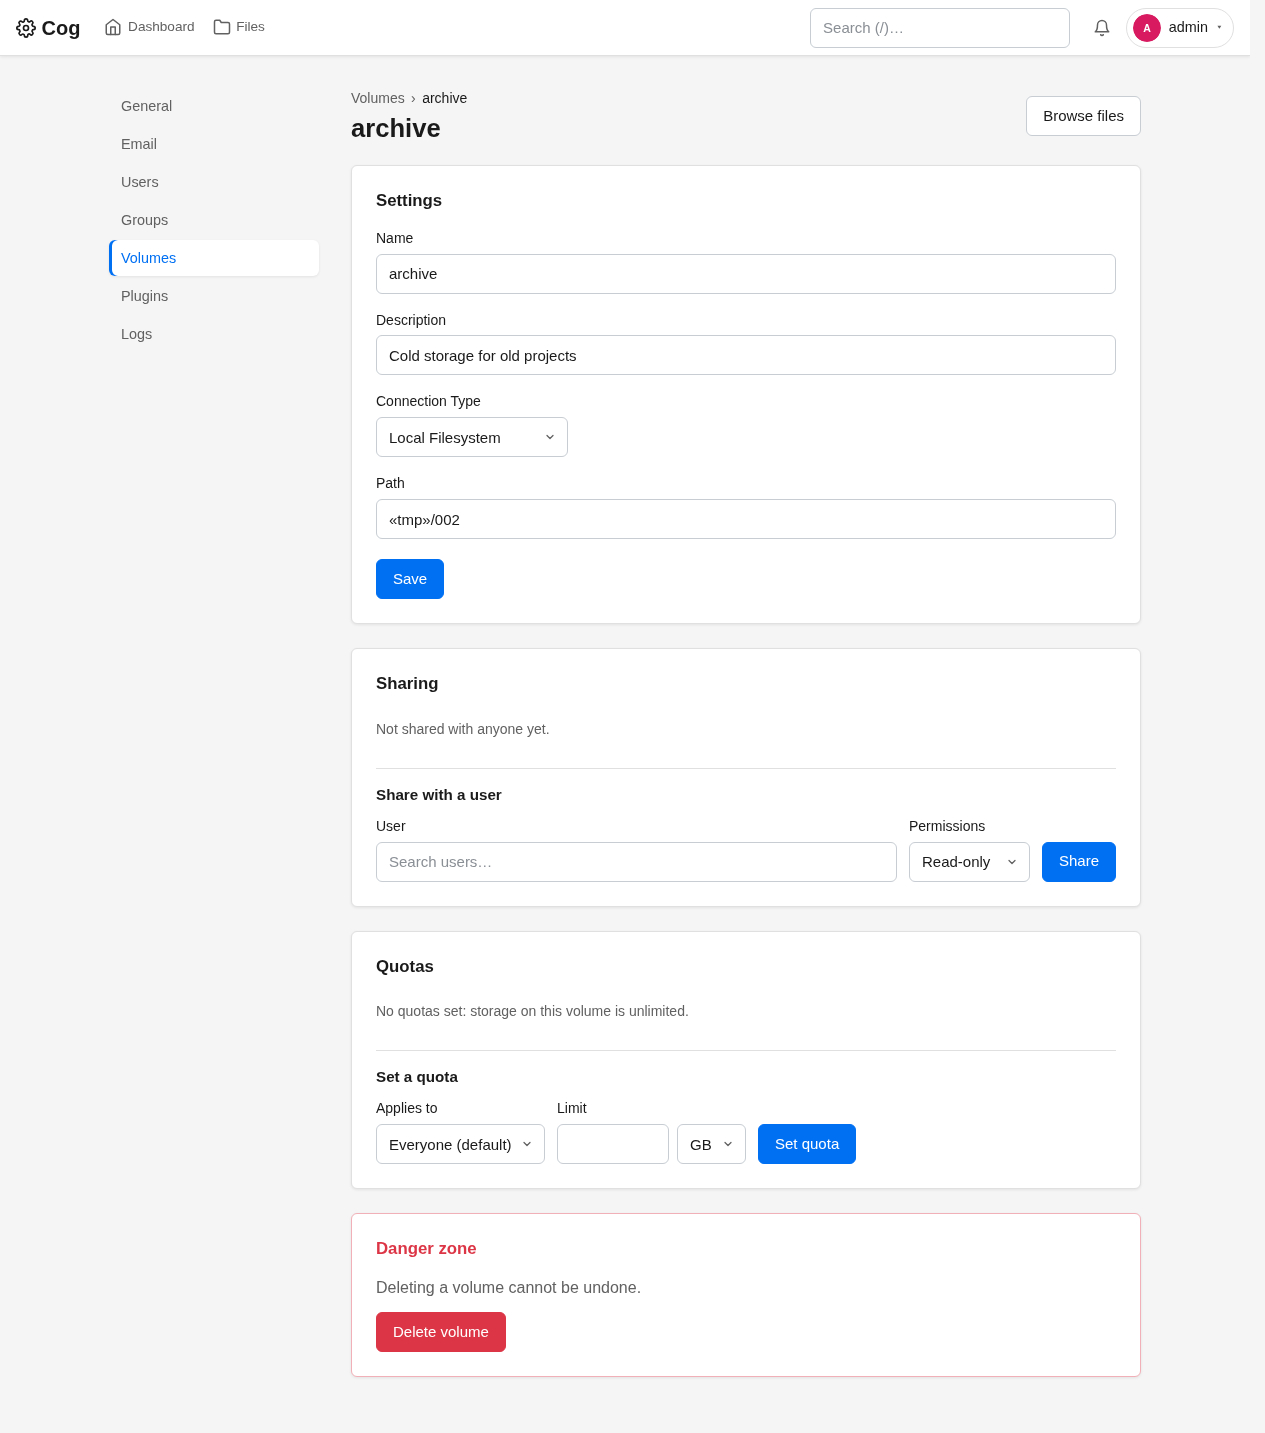 Cog
Dashboard
Files
Search (/)…
A
admin
General
Email
Users
Groups
Volumes
Plugins
Logs
Volumes › archive
archive
Browse files
Settings
Name
archive
Description
Cold storage for old projects
Connection Type
Local Filesystem
Path
«tmp»/002
Save
Sharing
Not shared with anyone yet.
Share with a user
User
Permissions
Search users…
Read-only
Share
Quotas
No quotas set: storage on this volume is unlimited.
Set a quota
Applies to
Limit
Everyone (default)
GB
Set quota
Danger zone
Deleting a volume cannot be undone.
Delete volume